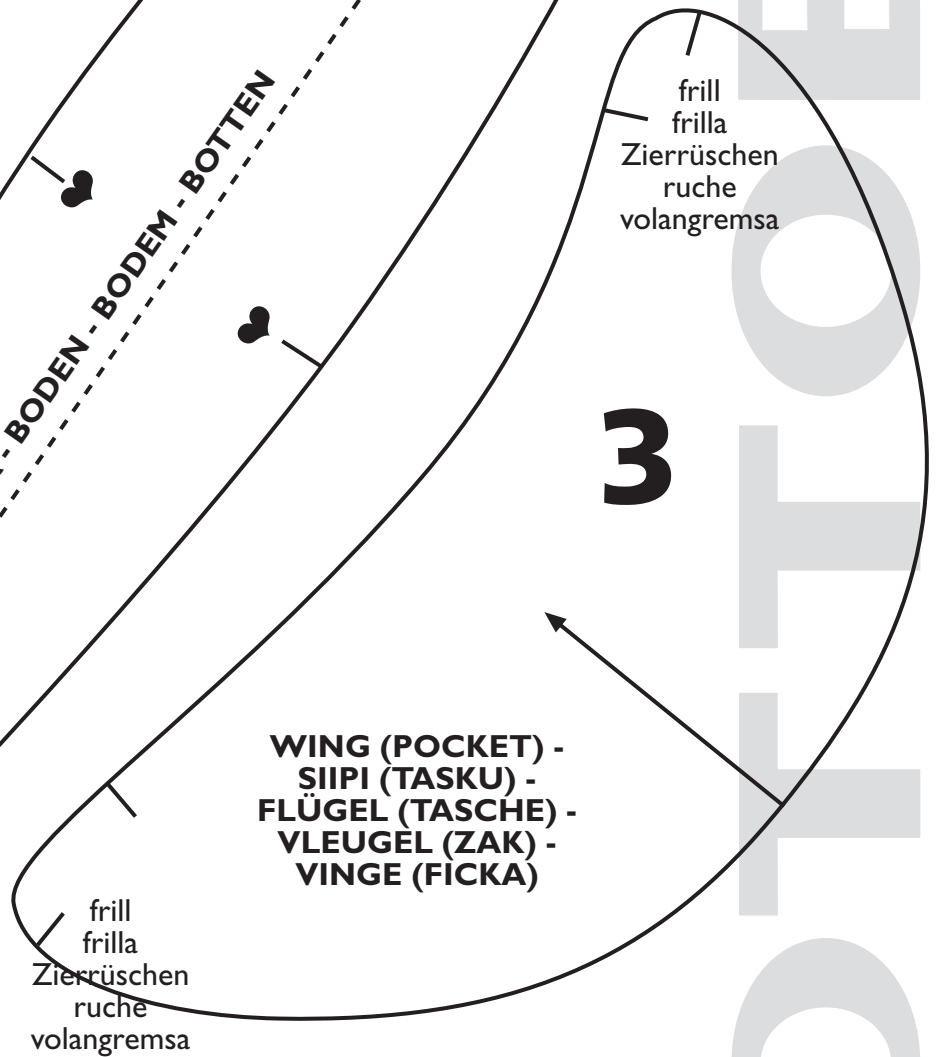 - BODEN - BODEM - BOTTEN
frill
frilla
Zierrüschen
ruche
volangremsa
3
WING (POCKET) -
SIIPI (TASKU) -
FLÜGEL (TASCHE) -
VLEUGEL (ZAK) -
VINGE (FICKA)
frill
frilla
Zierrüschen
ruche
volangremsa
OTTOE